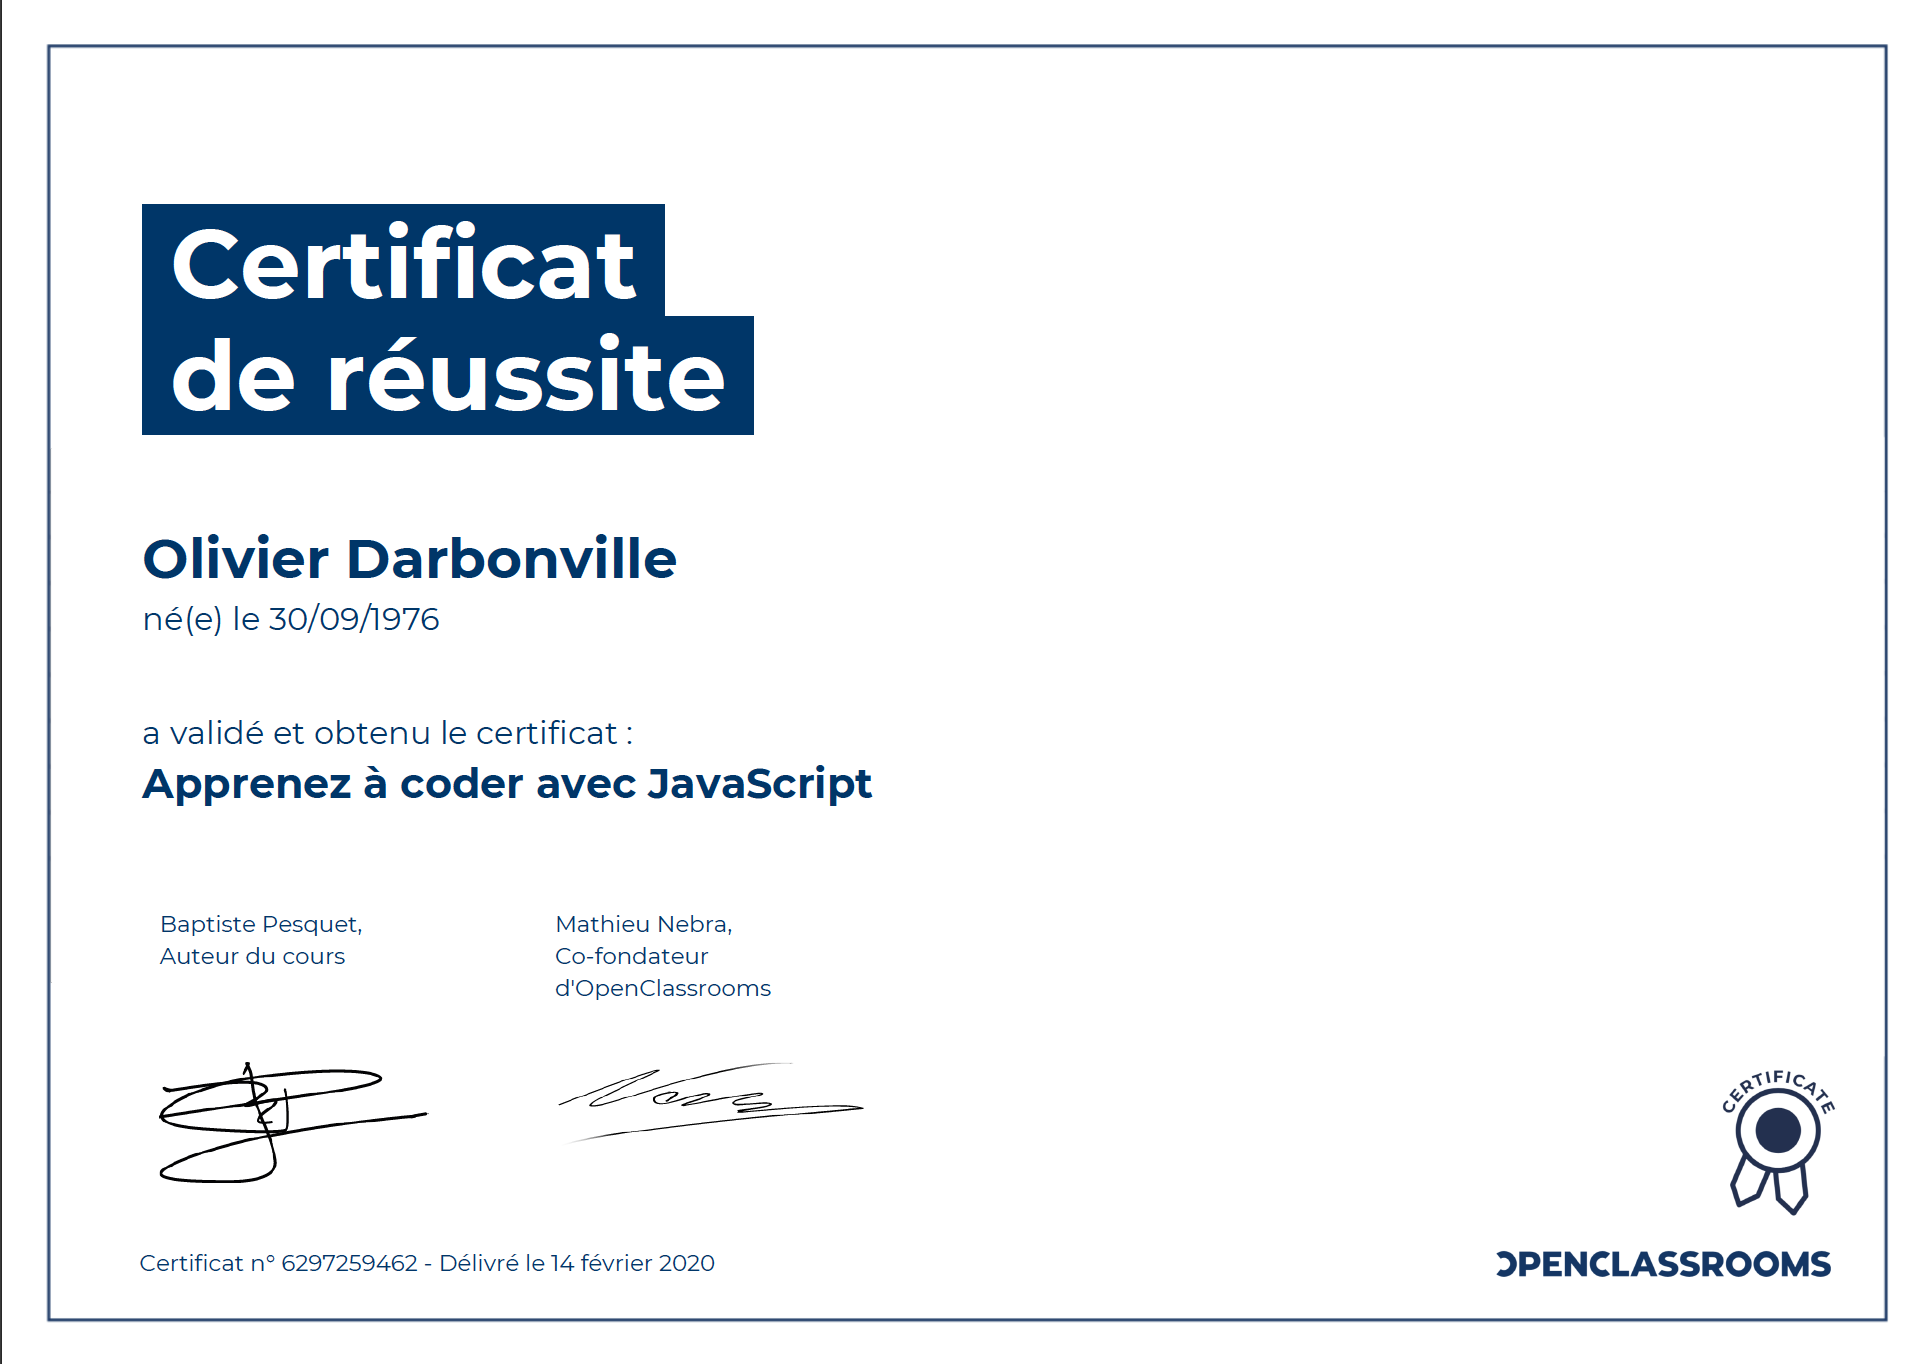 Certificat
de réussite
Olivier Darbonville
né(e) le 30/09/1976
a validé et obtenu le certificat :
Apprenez à coder avec JavaScript
Baptiste Pesquet,
Auteur du cours
Mathieu Nebra,
Co-fondateur
d'OpenClassrooms
CERTIFICATE
Certificat n° 6297259462 - Délivré le 14 février 2020
OPENCLASSROOMS